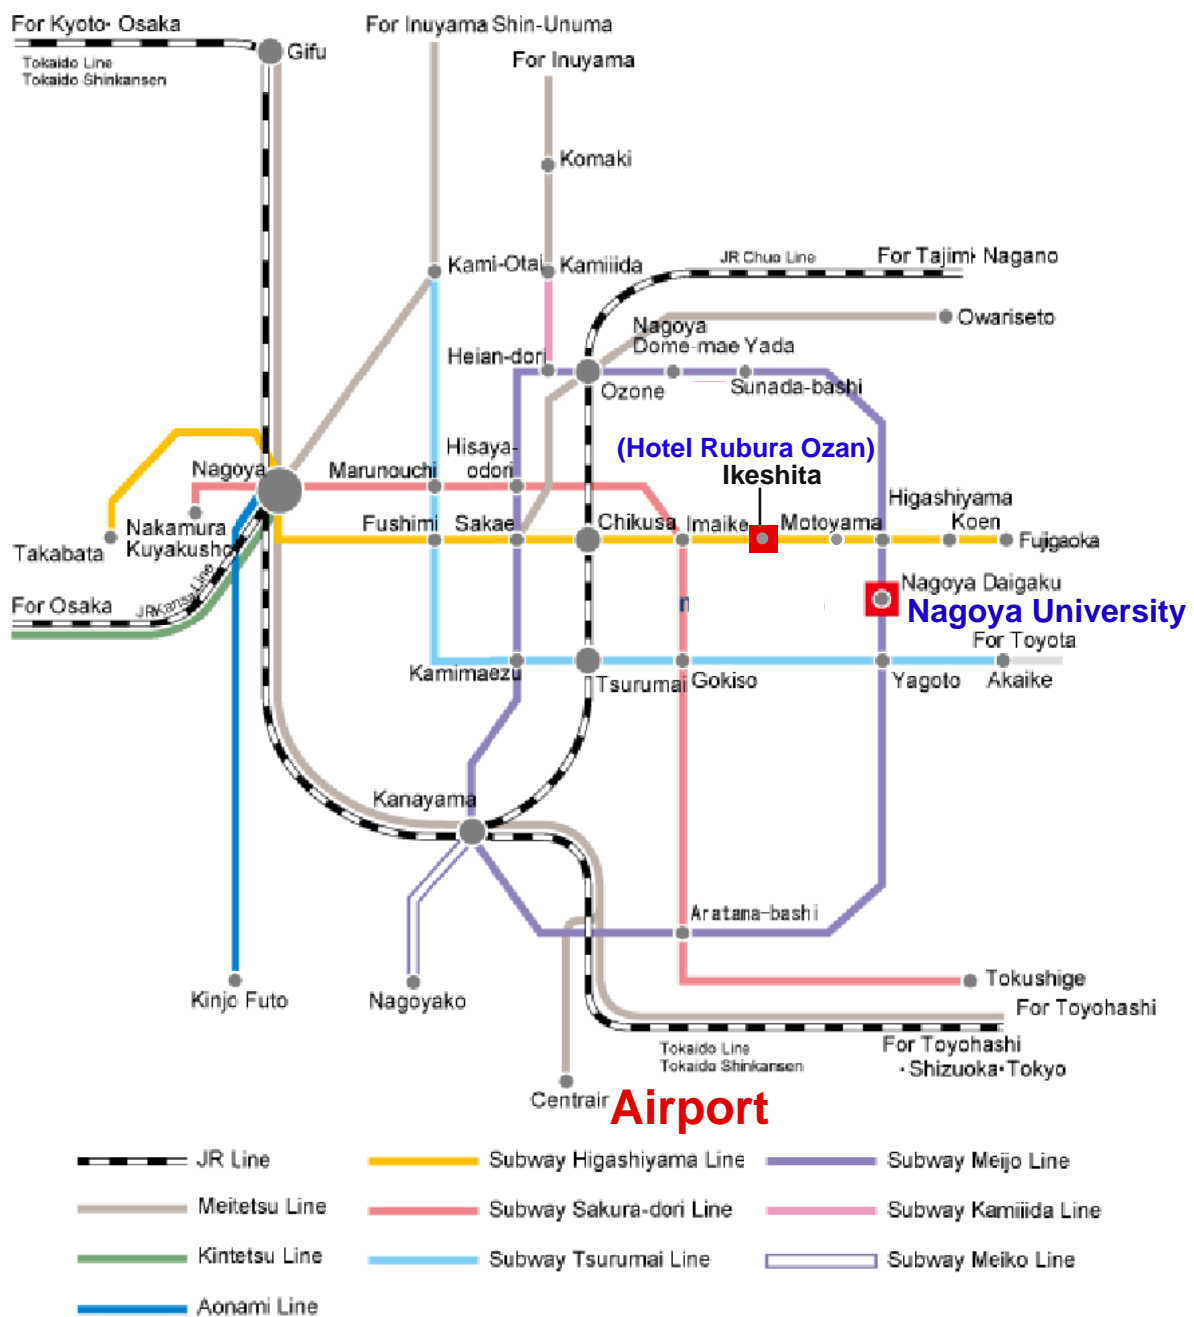 For Kyoto・Osaka
Tokaido Line
Tokaido Shinkansen
Gifu
For Inuyama Shin-Unuma
For Inuyama
Komaki
Kami-Otai
Kamiiida
JR Chuo Line
For Tajimi・Nagano
Owariseto
Nagoya
Dome-mae Yada
Heian-dori
Ozone
Sunada-bashi
(Hotel Rubura Ozan)
Ikeshita
Hisaya-
odori
Nagoya
Marunouchi
Higashiyama
Koen
Nakamura
Kuyakusho
Takabata
Fushimi
Sakae
Chikusa
Imaike
Motoyama
Fujigaoka
JR Kansai Line
For Osaka
n
Nagoya Daigaku
Nagoya University
For Toyota
Kamimaezu
Tsurumai
Gokiso
Yagoto
Akaike
Kanayama
Aratama-bashi
Kinjo Futo
Nagoyako
Tokushige
For Toyohashi
Tokaido Line
Tokaido Shinkansen
For Toyohashi
・Shizuoka・Tokyo
Centrair
Airport
JR Line
Subway Higashiyama Line
Subway Meijo Line
Meitetsu Line
Subway Sakura-dori Line
Subway Kamiiida Line
Kintetsu Line
Subway Tsurumai Line
Subway Meiko Line
Aonami Line